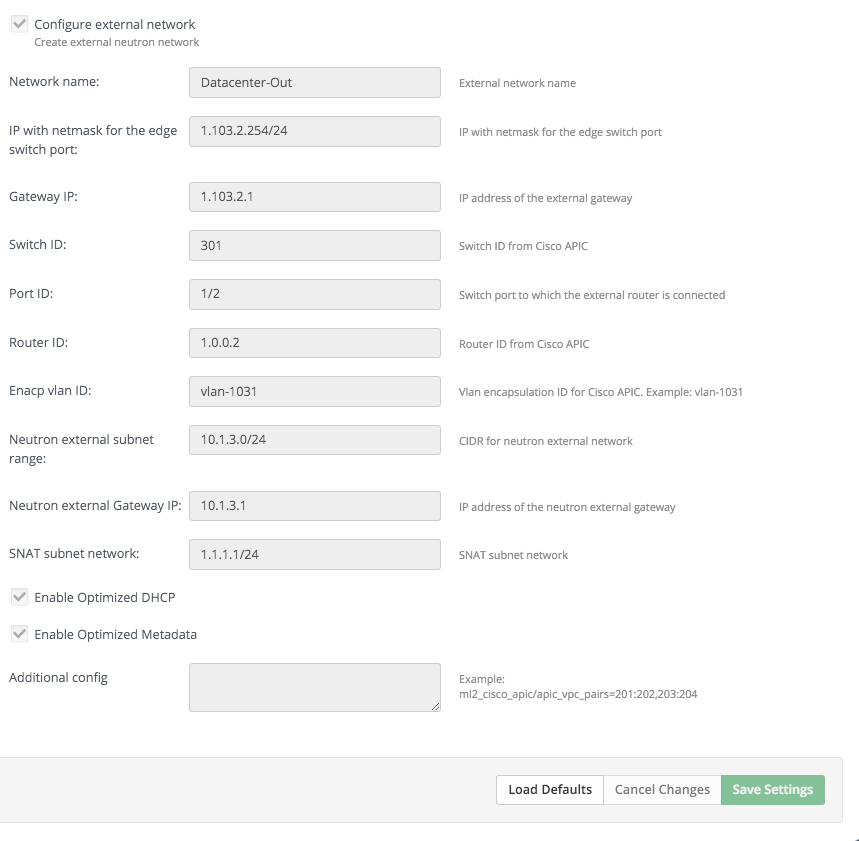 Configure external network
Create external neutron network
Network name:
Datacenter-Out
External network name
IP with netmask for the edge
switch port:
1.103.2.254/24
IP with netmask for the edge switch port
Gateway IP:
1.103.2.1
IP address of the external gateway
Switch ID:
301
Switch ID from Cisco APIC
Port ID:
1/2
Switch port to which the external router is connected
Router ID:
1.0.0.2
Router ID from Cisco APIC
Enacp vlan ID:
vlan-1031
Vlan encapsulation ID for Cisco APIC. Example: vlan-1031
Neutron external subnet
range:
10.1.3.0/24
CIDR for neutron external network
Neutron external Gateway IP:
10.1.3.1
IP address of the neutron external gateway
SNAT subnet network:
1.1.1.1/24
SNAT subnet network
Enable Optimized DHCP
Enable Optimized Metadata
Additional config
Example:
ml2_cisco_apic/apic_vpc_pairs=201:202,203:204
Load Defaults
Cancel Changes
Save Settings